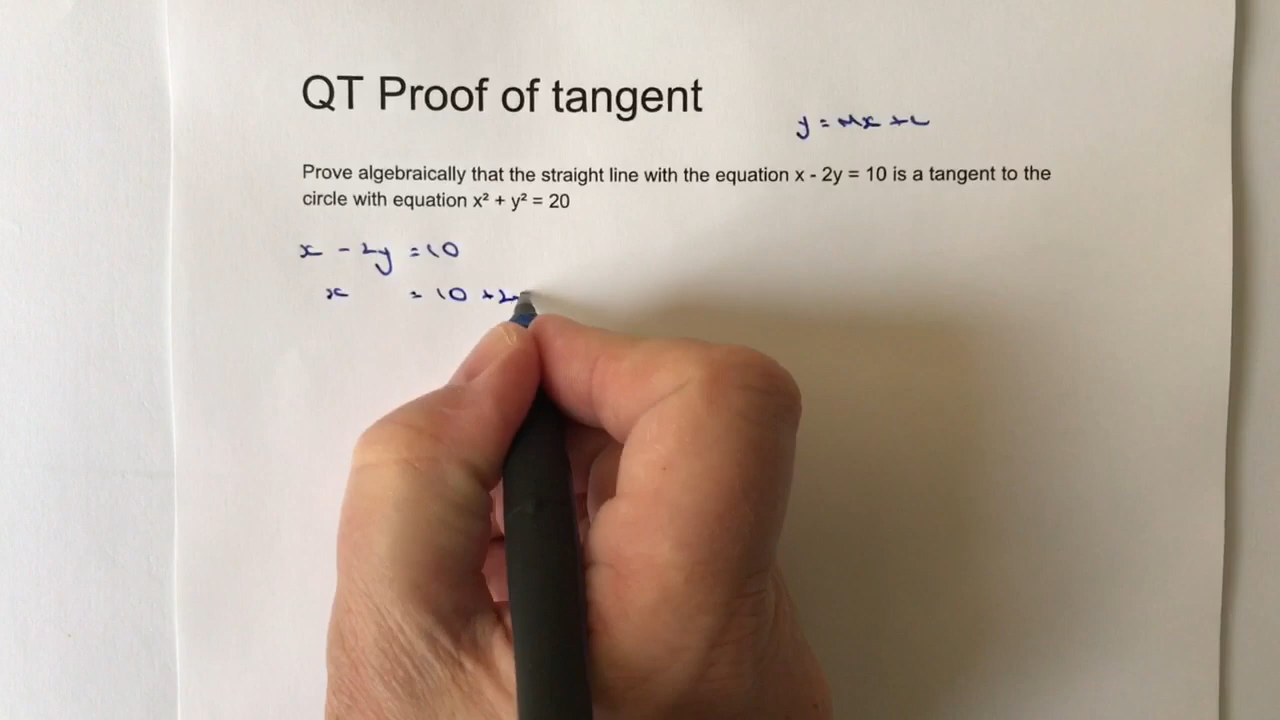 QT Proof of tangent
y = mx + c
Prove algebraically that the straight line with the equation x - 2y = 10 is a tangent to the
circle with equation x² + y² = 20
x - 2y = 10
x = 10 + 2